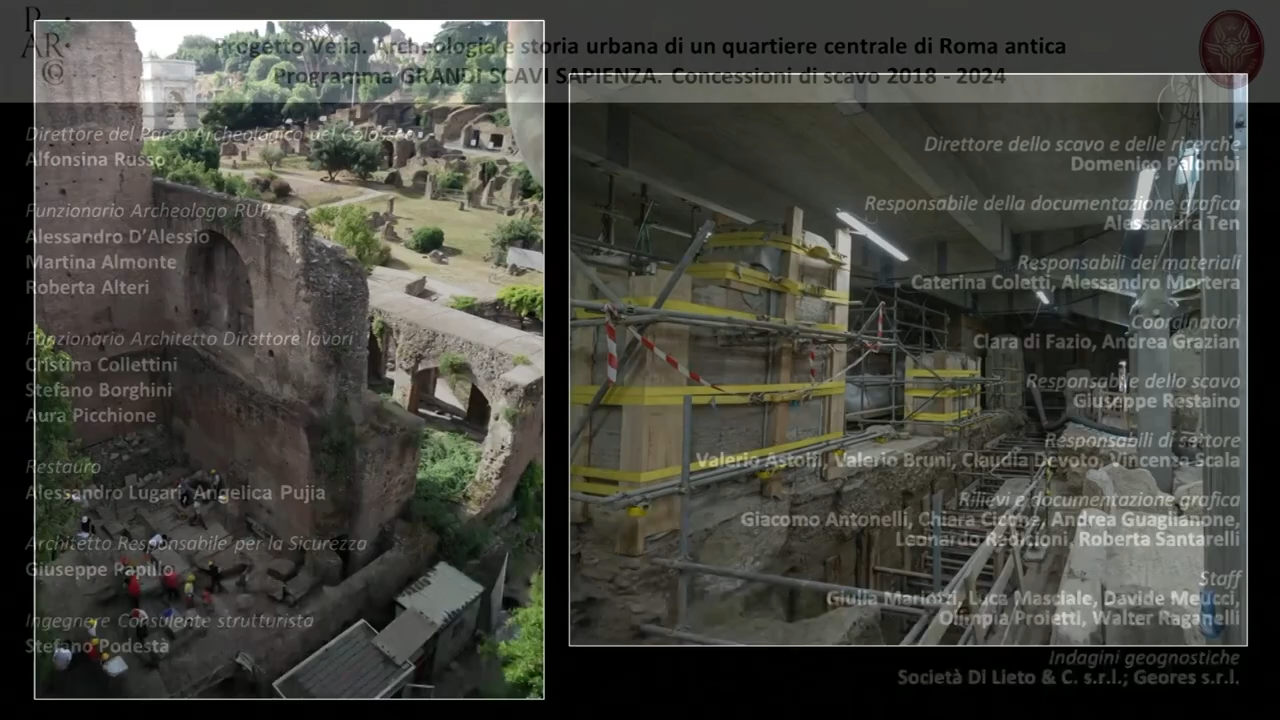 PAR
©
Progetto Velia. Archeologia e storia urbana di un quartiere centrale di Roma antica
Programma GRANDI SCAVI SAPIENZA. Concessioni di scavo 2018 - 2024
Direttore del Parco Archeologico del Colosseo
Alfonsina Russo
Funzionario Archeologo RUP
Alessandro D'Alessio
Martina Almonte
Roberta Alteri
Funzionario Architetto Direttore lavori
Cristina Collettini
Stefano Borghini
Aura Picchione
Restauro
Alessandro Lugari, Angelica Pujia
Architetto Responsabile per la Sicurezza
Giuseppe Papillo
Ingegnere Consulente strutturista
Stefano Podestà
Direttore dello scavo e delle ricerche
Domenico Palombi
Responsabile della documentazione grafica
Alessandra Ten
Responsabili dei materiali
Caterina Coletti, Alessandro Mortera
Coordinatori
Clara di Fazio, Andrea Grazian
Responsabile dello scavo
Giuseppe Restaino
Responsabili di settore
Valerio Astolfi, Valerio Bruni, Claudia Devoto, Vincenza Scala
Rilievi e documentazione grafica
Giacomo Antonelli, Chiara Andrea Guaglianone,
Leonardo Roberta Santarelli
Staff
Giulia Mariotzi, Luca Masciale, Davide Meucci,
Olimpia Proietti, Walter Raganelli
Indagini geognostiche
Società Di Lieto & C. s.r.l.; Geores s.r.l.